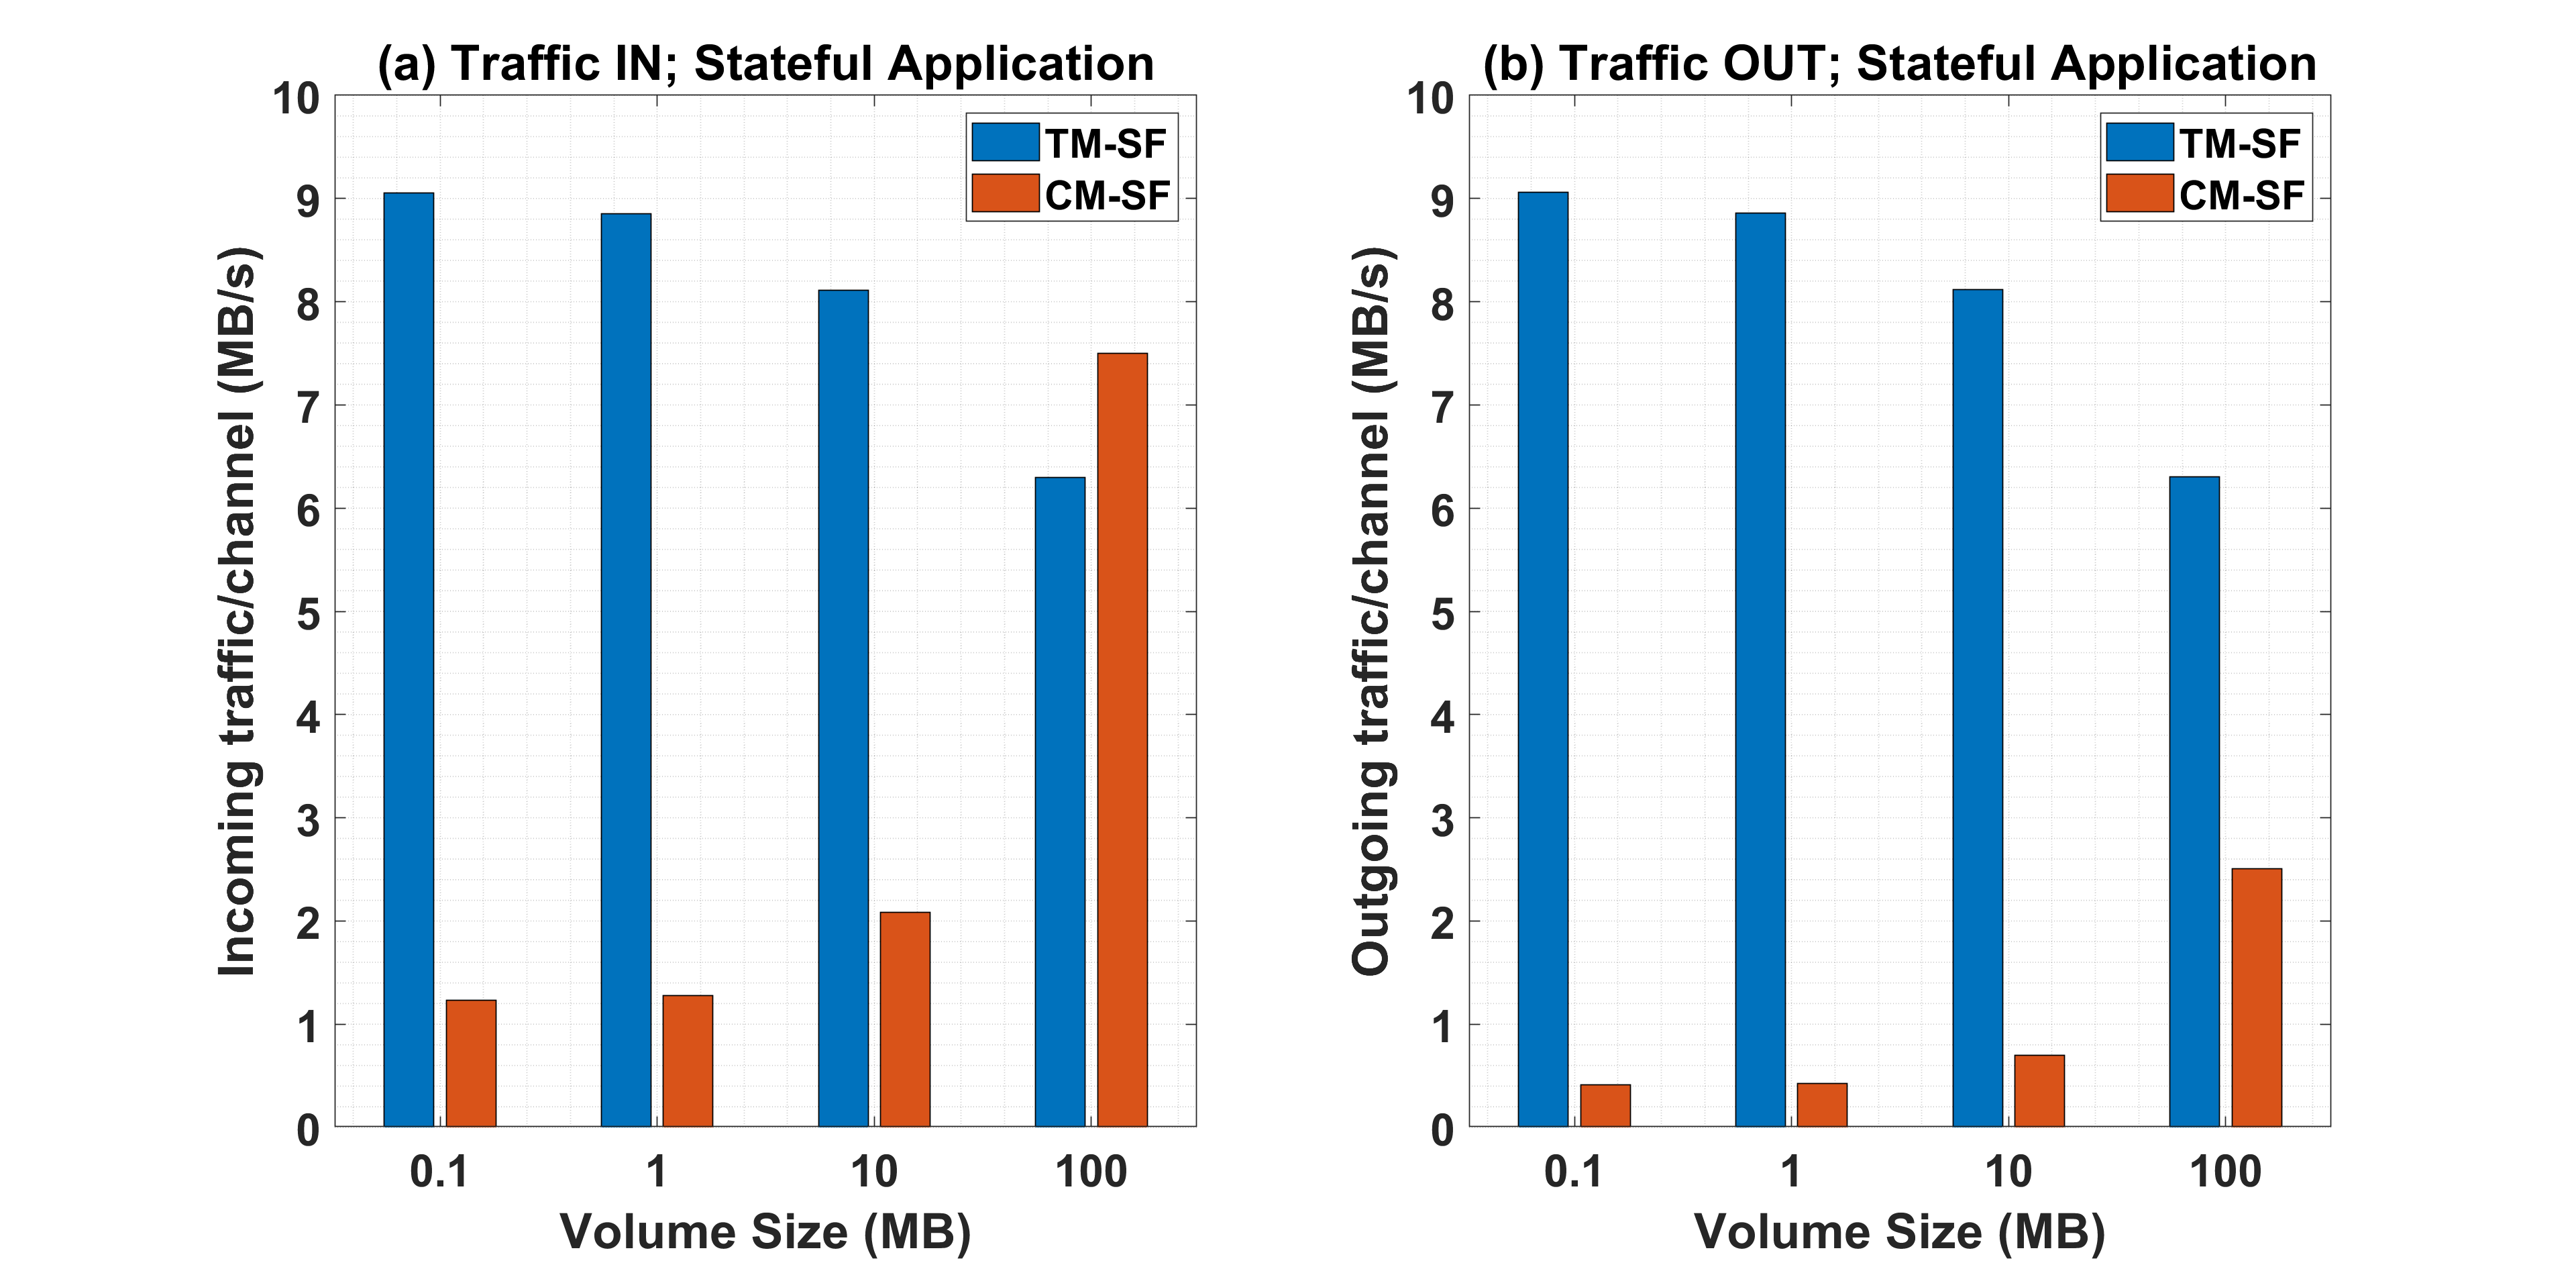 (a) Traffic IN; Stateful Application
TM-SF
CM-SF
Incoming traffic/channel (MB/s)
10
9
8
7
6
5
4
3
2
1
0
0.1 1 10 100
Volume Size (MB)
(b) Traffic OUT; Stateful Application
TM-SF
CM-SF
Outgoing traffic/channel (MB/s)
10
9
8
7
6
5
4
3
2
1
0
0.1 1 10 100
Volume Size (MB)